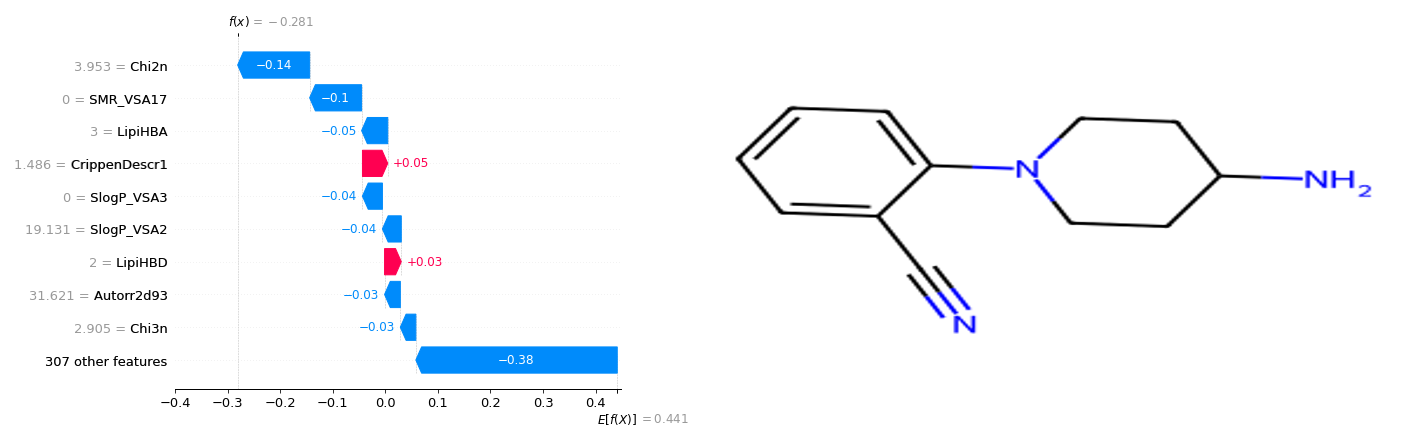 f(x) = −0.281
3.953 = Chi2n
−0.14
0 = SMR_VSA17
−0.1
3 = LipiHBA
−0.05
1.486 = CrippenDescr1
+0.05
0 = SlogP_VSA3
−0.04
19.131 = SlogP_VSA2
−0.04
2 = LipiHBD
+0.03
31.621 = Autorr2d93
−0.03
2.905 = Chi3n
−0.03
307 other features
−0.38
−0.4 −0.3 −0.2 −0.1 0.0 0.1 0.2 0.3 0.4
E[f(X)] = 0.441
N
NH2
N